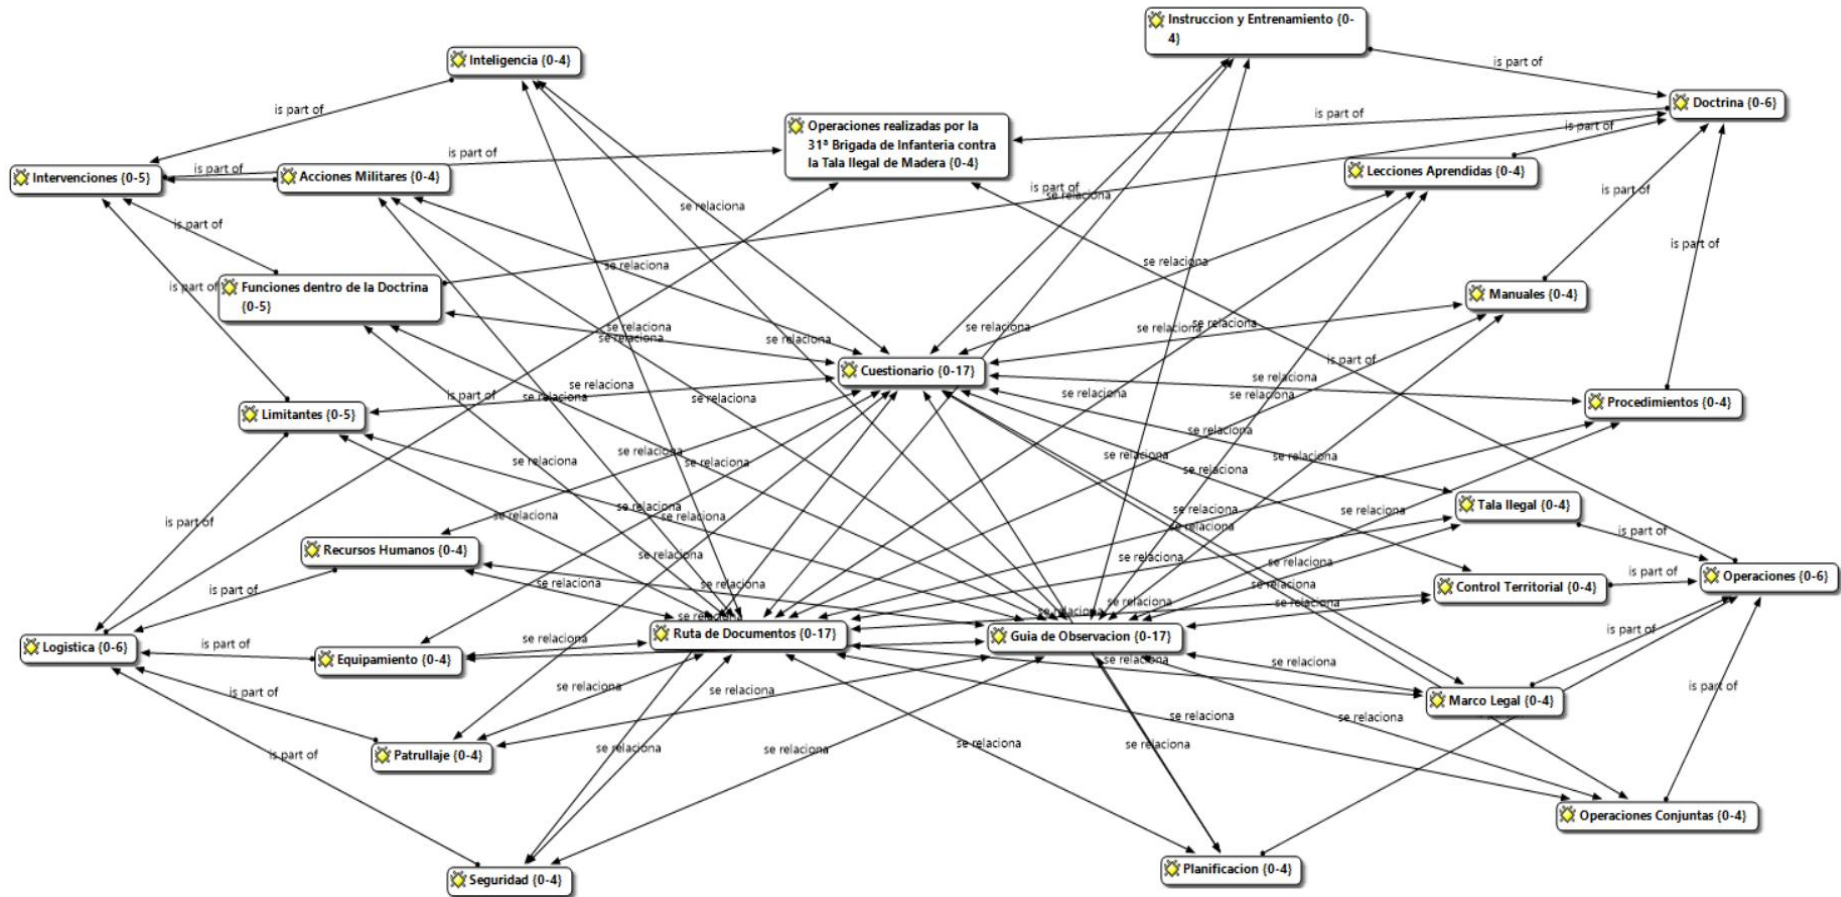 Instruccion y Entrenamiento {0-
4}
Inteligencia {0-4}
is part of
Doctrina {0-6}
is part of
is part of
is part of
Operaciones realizadas por la
31ª Brigada de Infanteria contra
la Tala Ilegal de Madera {0-4}
is part of
Intervenciones {0-5}
is part of
Acciones Militares {0-4}
Lecciones Aprendidas {0-4}
is part of
se relaciona
is part of
se relaciona
is part of
is part of
se relaciona
se relaciona
is part of
Funciones dentro de la Doctrina
{0-5}
Manuales {0-4}
se relaciona
se relaciona
se relaciona
se relaciona
se relaciona
se relaciona
is part of
Cuestionario {0-17}
se relaciona
se relaciona
is part of
se relaciona
se relaciona
se relaciona
se relaciona
Procedimientos {0-4}
Limitantes {0-5}
se relaciona
se relaciona
se relaciona
se relaciona
se relaciona
se relaciona
Tala Ilegal {0-4}
se relaciona
se relaciona
se relaciona
se relaciona
se relaciona
is part of
se relaciona
is part of
Recursos Humanos {0-4}
se relaciona
se relaciona
se relaciona
se relaciona
se relaciona
se relaciona
Control Territorial {0-4}
is part of
Operaciones {0-6}
is part of
se relaciona
se relaciona
se relaciona
se relaciona
Ruta de Documentos {0-17}
Guia de Observacion {0-17}
is part of
Logistica {0-6}
is part of
Equipamiento {0-4}
se relaciona
se relaciona
se relaciona
is part of
se relaciona
se relaciona
is part of
Marco Legal {0-4}
se relaciona
se relaciona
is part of
Patrullaje {0-4}
se relaciona
se relaciona
se relaciona
se relaciona
Operaciones Conjuntas {0-4}
Seguridad {0-4}
Planificacion {0-4}